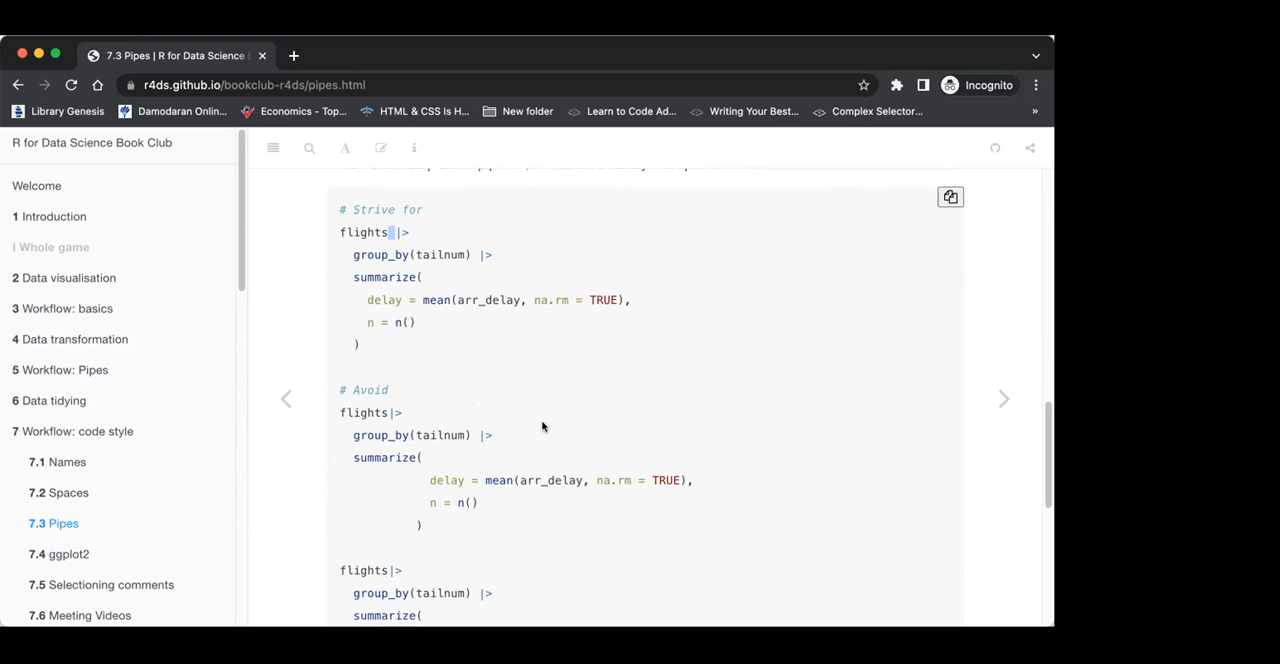 7.3 Pipes | R for Data Science
r4ds.github.io/bookclub-r4ds/pipes.html
Incognito
Library Genesis
Damodaran Onlin...
Economics - Top...
HTML & CSS Is H...
New folder
Learn to Code Ad...
Writing Your Best...
Complex Selector...
»
R for Data Science Book Club
Welcome
1 Introduction
I Whole game
2 Data visualisation
3 Workflow: basics
4 Data transformation
5 Workflow: Pipes
6 Data tidying
7 Workflow: code style
7.1 Names
7.2 Spaces
7.3 Pipes
7.4 ggplot2
7.5 Selectioning comments
7.6 Meeting Videos
# Strive for
flights |>
  group_by(tailnum) |>
  summarize(
    delay = mean(arr_delay, na.rm = TRUE),
    n = n()
  )
# Avoid
flights|>
  group_by(tailnum) |>
  summarize(
             delay = mean(arr_delay, na.rm = TRUE),
             n = n()
           )
flights|>
  group_by(tailnum) |>
  summarize(